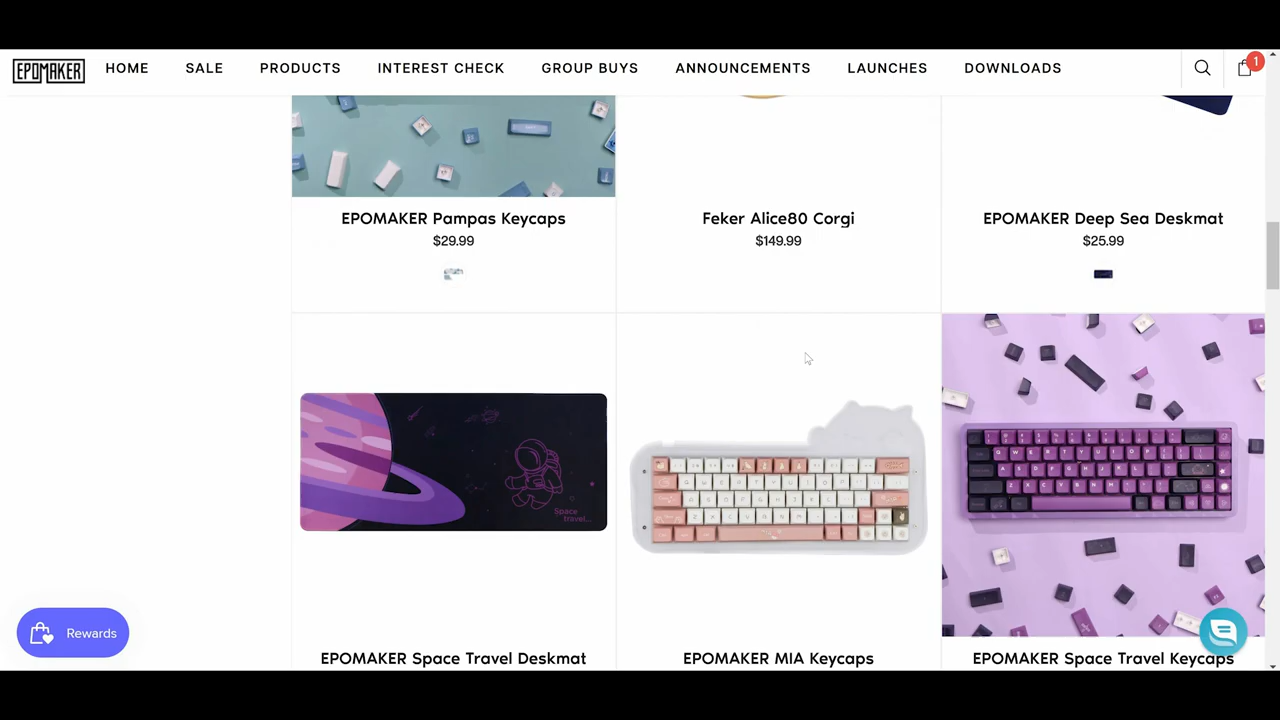 EPOMAKER
HOME
SALE
PRODUCTS
INTEREST CHECK
GROUP BUYS
ANNOUNCEMENTS
LAUNCHES
DOWNLOADS
1
EPOMAKER Pampas Keycaps
$29.99
Feker Alice80 Corgi
$149.99
EPOMAKER Deep Sea Deskmat
$25.99
Space
travel...
EPOMAKER Space Travel Deskmat
EPOMAKER MIA Keycaps
EPOMAKER Space Travel Keycaps
Rewards